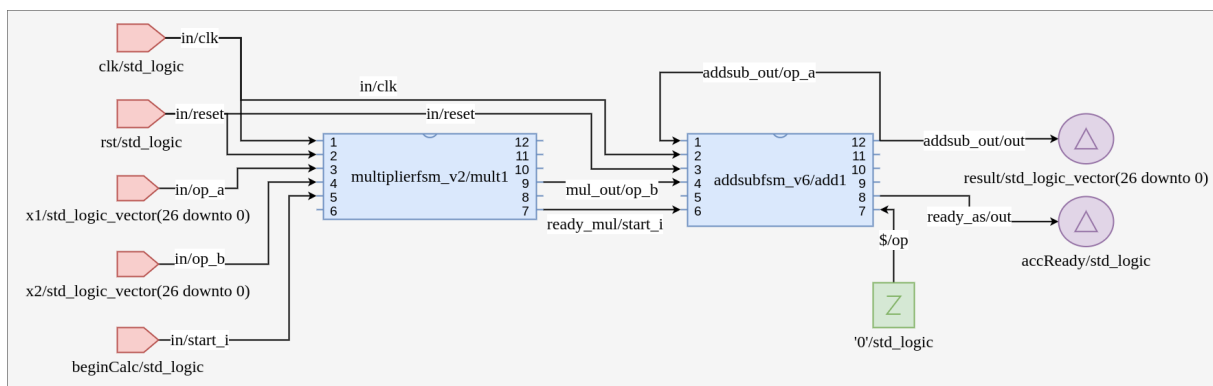 in/clk
clk/std_logic
in/clk
in/reset
in/reset
rst/std_logic
in/op_a
x1/std_logic_vector(26 downto 0)
in/op_b
x2/std_logic_vector(26 downto 0)
in/start_i
beginCalc/std_logic
1
2
3
4
5
6
multiplierfsm_v2/mult1
12
11
10
9
8
7
mul_out/op_b
ready_mul/start_i
addsub_out/op_a
1
2
3
4
5
6
addsubfsm_v6/add1
12
11
10
9
8
7
addsub_out/out
result/std_logic_vector(26 downto 0)
ready_as/out
accReady/std_logic
$/op
Z
'0'/std_logic